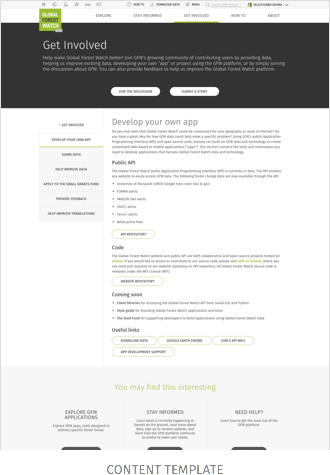 HOW TO DOWNLOAD DATA MENU SELECCIONAR IDIOMA
GLOBAL
FOREST
WATCH
EXPLORE STAY INFORMED GET INVOLVED HOW TO ABOUT
Get Involved
Help make Global Forest Watch better! Join GFW's growing community of contributing users by providing data,
helping us improve existing data, developing your own "app" or project using the GFW platform, or by simply joining
the discussion about GFW. You can also provide feedback to help us improve the Global Forest Watch platform.
JOIN THE DISCUSSION SUBMIT A STORY
GET INVOLVED
DEVELOP YOUR OWN APP
SHARE DATA
HELP IMPROVE DATA
APPLY TO THE SMALL GRANTS FUND
PROVIDE FEEDBACK
HELP IMPROVE TRANSLATIONS
Develop your own app
Do you ever wish that Global Forest Watch could be customized for your geography or issue of interest? Do
you have a great idea for how GFW data could help solve a specific problem? Using GFW's public Application
Programming Interface (API) and open source code, anyone can build on GFW data and technology to create
customized web-based or mobile applications ("apps"). This section contains the tools and information you
need to develop applications that harness Global Forest Watch data and technology.
Public API
The Global Forest Watch public Application Programming Interface (API) is currently in beta. The API enables
any website to easily access GFW data. The following forest change data are now available through the API:
University of Maryland (UMD)/Google tree cover loss & gain
FORMA alerts
IMAZON SAD alerts
QUICC alerts
Terra-i alerts
NASA active fires
API REPOSITORY
Code
The Global Forest Watch website and public API are both collaborative and open source projects hosted on
Github. If you would like to access or contribute to our source code, please visit GFW on Github, where you
can send pull requests to our website repository or API repository. All Global Forest Watch source code is
released under the MIT License (MIT).
WEBSITE REPOSITORY
Coming soon
Client libraries for accessing the Global Forest Watch API from JavaScript and Python
Style guide for branding Global Forest Watch applications and tools
The Seed Fund for supporting developers to build applications using Global Forest Watch data
Useful links
DOWNLOAD DATA GOOGLE EARTH ENGINE
APP DEVELOPMENT SUPPORT
You may find this interesting
EXPLORE GFW
APPLICATIONS
Explore GFW apps, tools designed to
address specific forest issues.
STAY INFORMED
Learn what is currently happening in
forests on the ground, read more about
data, sign up to receive updates, and
learn how the GFW platform continues
to evolve to meet user needs.
NEED HELP?
Learn how to get the most out of the
GFW platform.
CONTENT TEMPLATE